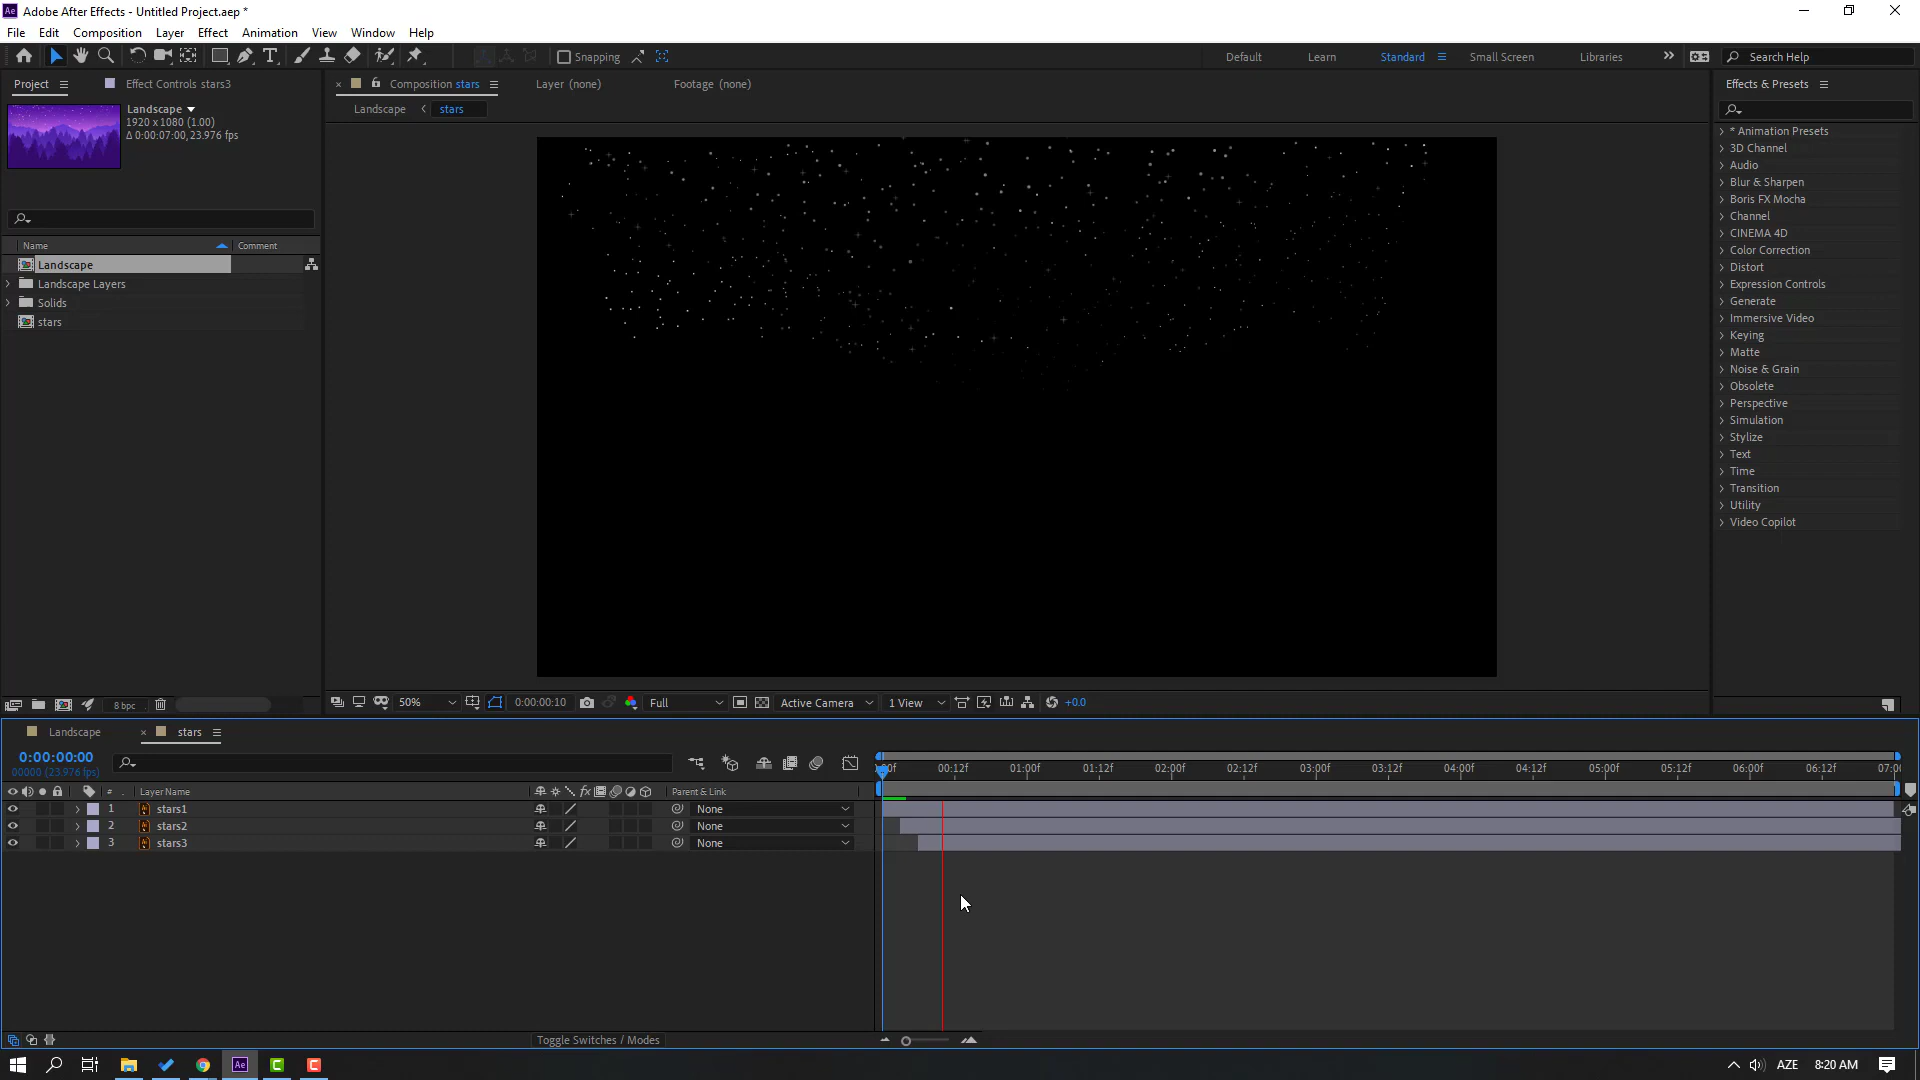 Adobe After Effects - Untitled Project.aep *
File Edit Composition Layer Effect Animation View Window Help
Snapping Default Learn Standard Small Screen Libraries Search Help
Project Effect Controls stars3 Composition stars Layer (none) Footage (none) Effects & Presets
Landscape
1920 x 1080 (1.00)
Δ 0:00:07:00, 23.976 fps
Landscape stars
Name Comment
Landscape
Landscape Layers
Solids
stars
* Animation Presets
3D Channel
Audio
Blur & Sharpen
Boris FX Mocha
Channel
CINEMA 4D
Color Correction
Distort
Expression Controls
Generate
Immersive Video
Keying
Matte
Noise & Grain
Obsolete
Perspective
Simulation
Stylize
Text
Time
Transition
Utility
Video Copilot
8 bpc 50% 0:00:00:10 Full Active Camera 1 View +0.0
Landscape stars
0:00:00:00
00000 (23.976 fps)
00f 00:12f 01:00f 01:12f 02:00f 02:12f 03:00f 03:12f 04:00f 04:12f 05:00f 05:12f 06:00f 06:12f 07:00
# Layer Name fx Parent & Link
1 stars1 None
2 stars2 None
3 stars3 None
Toggle Switches / Modes
Ae AZE 8:20 AM